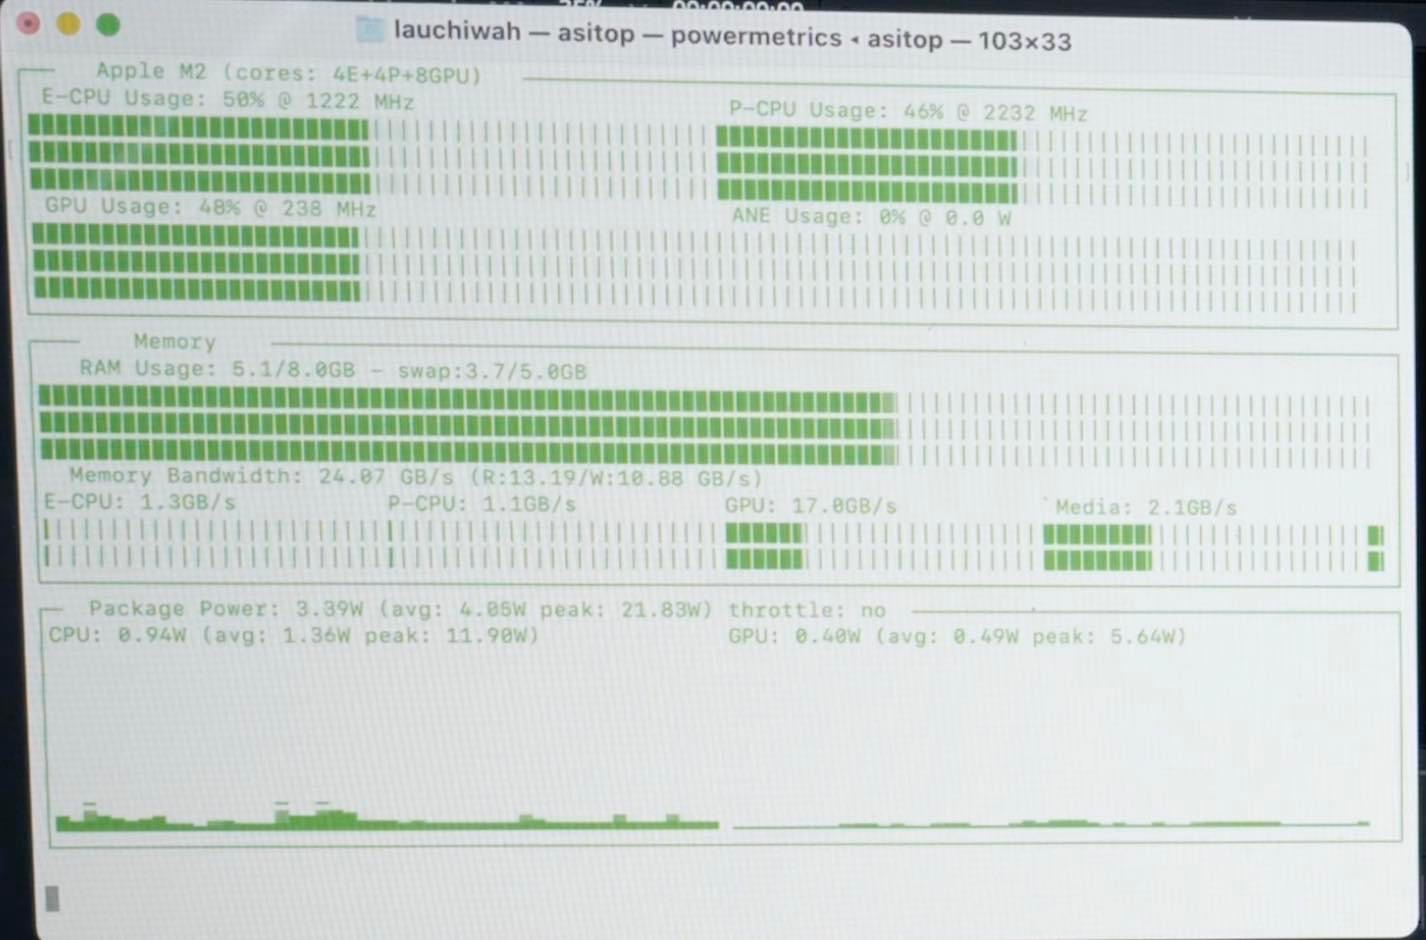 lauchiwah — asitop — powermetrics ◂ asitop — 103×33
Apple M2 (cores: 4E+4P+8GPU)
E-CPU Usage: 50% @ 1222 MHz
P-CPU Usage: 46% @ 2232 MHz
GPU Usage: 48% @ 238 MHz
ANE Usage: 0% @ 0.0 W
Memory
RAM Usage: 5.1/8.0GB - swap:3.7/5.0GB
Memory Bandwidth: 24.07 GB/s (R:13.19/W:10.88 GB/s)
E-CPU: 1.3GB/s
P-CPU: 1.1GB/s
GPU: 17.0GB/s
Media: 2.1GB/s
Package Power: 3.39W (avg: 4.05W peak: 21.83W) throttle: no
CPU: 0.94W (avg: 1.36W peak: 11.90W)
GPU: 0.40W (avg: 0.49W peak: 5.64W)